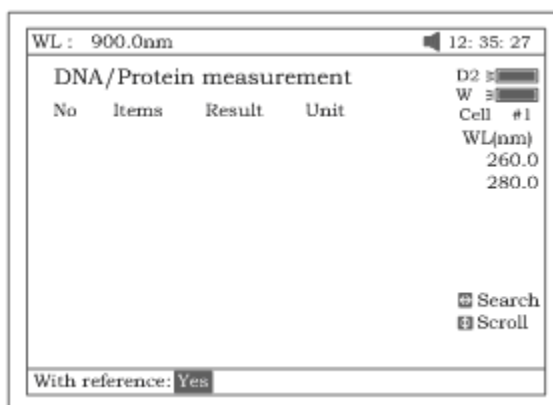 WL : 900.0nm 12: 35: 27
DNA/Protein measurement
D2
W
No Items Result Unit
Cell #1
WL(nm)
260.0
280.0
Search
Scroll
With reference: Yes